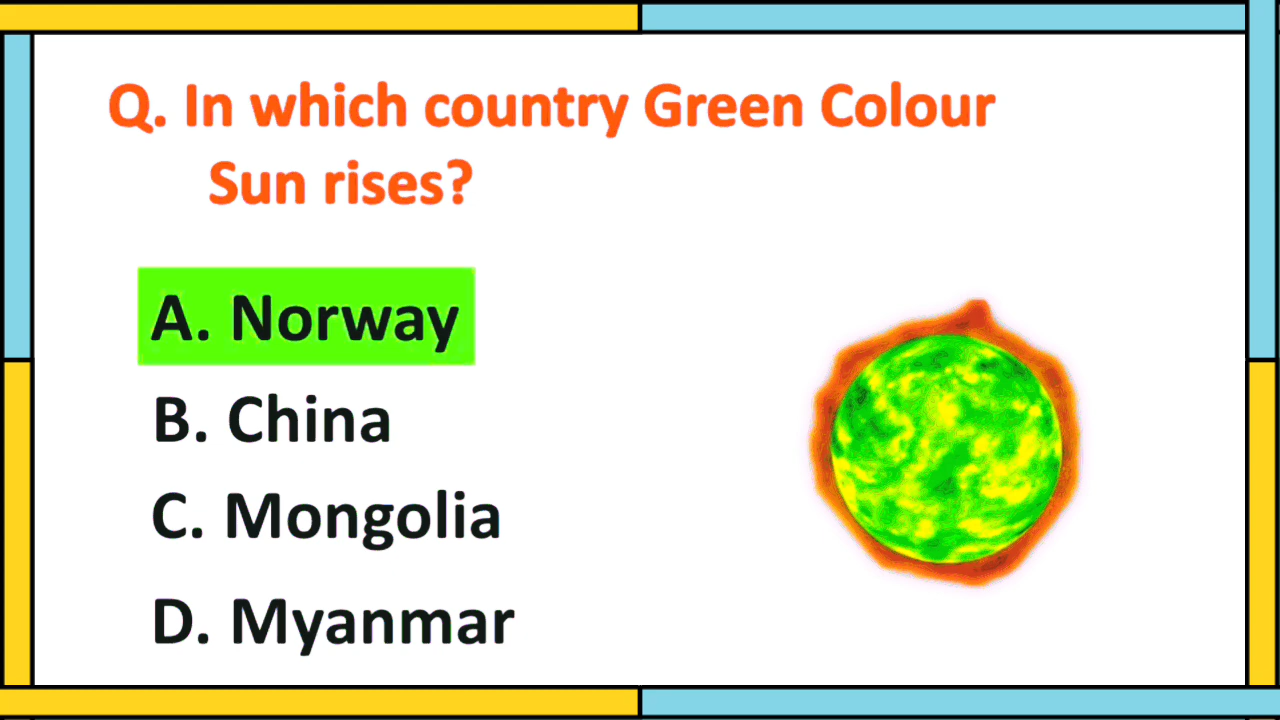 Q. In which country Green Colour
Sun rises?
A. Norway
B. China
C. Mongolia
D. Myanmar